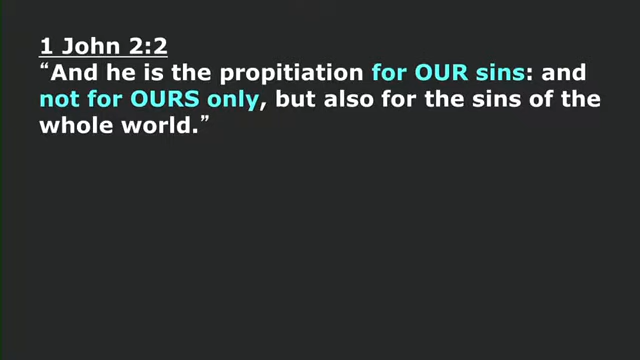 1 John 2:2
“And he is the propitiation for OUR sins: and
not for OURS only, but also for the sins of the
whole world.”